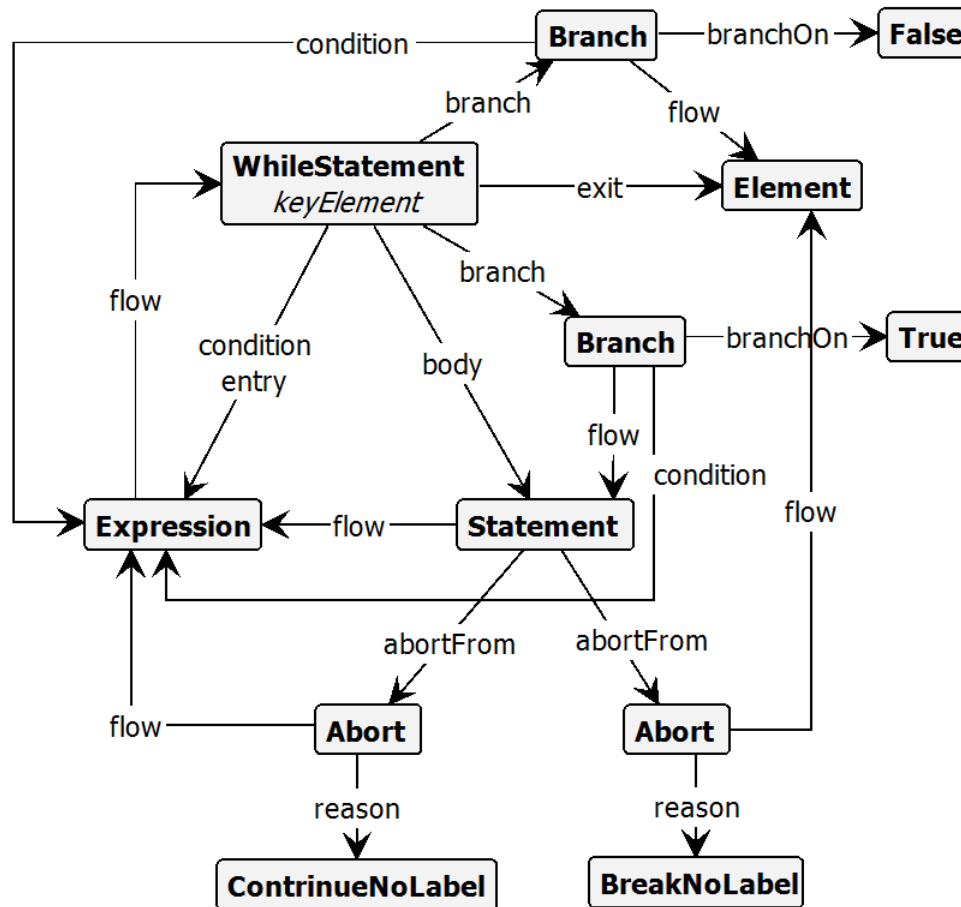 condition
Branch
branchOn
False
branch
flow
WhileStatement
keyElement
exit
Element
branch
flow
condition
entry
body
Branch
branchOn
True
flow
condition
Expression
flow
Statement
flow
abortFrom
abortFrom
flow
Abort
Abort
reason
reason
ContrinueNoLabel
BreakNoLabel